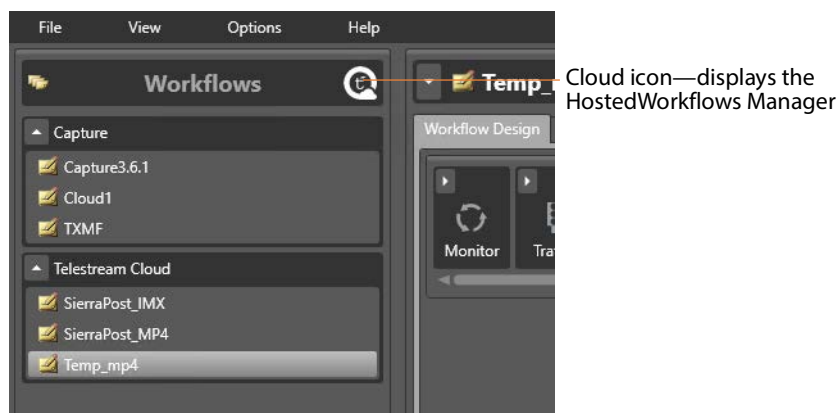 File View Options Help
Workflows
Cloud icon—displays the
HostedWorkflows Manager
Capture
Capture3.6.1
Cloud1
TXMF
Telestream Cloud
SierraPost_IMX
SierraPost_MP4
Temp_mp4
Temp_
Workflow Design
Monitor